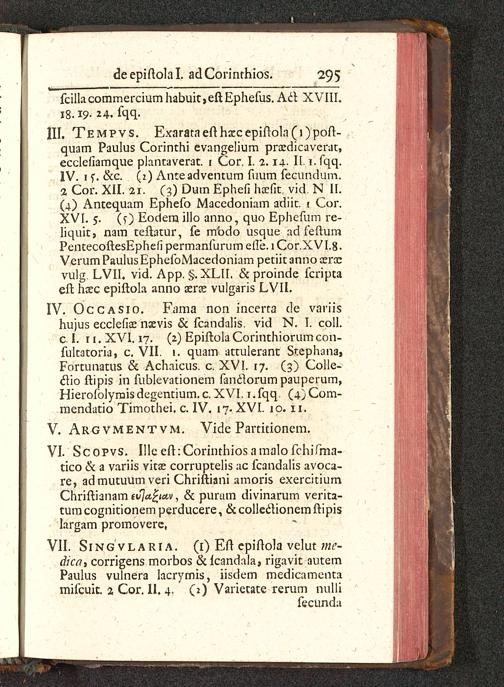 de epiſtola I. ad Corinthios. 295
ſcilla commercium habuit, eſt Epheſus. Act XVIII.
18. 19. 24. ſqq.
III. TEMPVS. Exarata eſt hæc epiſtola (1) poſt-
quam Paulus Corinthi evangelium prædicaverat,
eccleſiamque plantaverat. 1 Cor. I. 2. 14. II. 1. ſqq.
IV. 15. &c. (2) Ante adventum ſuum ſecundum.
2 Cor. XII. 21. (3) Dum Epheſi hæſit. vid. N II.
(4) Antequam Epheſo Macedoniam adiit. 1 Cor.
XVI. 5. (5) Eodem illo anno, quo Epheſum re-
liquit, nam teſtatur, ſe modo usque ad feſtum
PentecoſtesEpheſi permanſurum eſſe. 1 Cor. XVI.8.
Verum Paulus EpheſoMacedoniam petiit anno æræ
vulg. LVII. vid. App. §. XLII. & proinde ſcripta
eſt hæc epiſtola anno æræ vulgaris LVII.
IV. OCCASIO. Fama non incerta de variis
hujus eccleſiæ nævis & ſcandalis. vid N. I. coll.
c. I. 11. XVI. 17. (2) Epiſtola Corinthiorum con-
ſultatoria, c. VII. 1. quam attulerant Stephana,
Fortunatus & Achaicus. c. XVI. 17. (3) Colle-
ctio ſtipis in ſublevationem ſanctorum pauperum,
Hieroſolymis degentium. c. XVI. 1. ſqq. (4) Com-
mendatio Timothei. c. IV. 17. XVI. 10. 11.
V. ARGVMENTVM. Vide Partitionem.
VI. SCOPVS. Ille eſt: Corinthios a malo ſchiſma-
tico & a variis vitæ corruptelis ac ſcandalis avoca-
re, ad mutuum veri Chriſtiani amoris exercitium
Chriſtianam εὐταξίαν, & puram divinarum verita-
tum cognitionem perducere, & collectionem ſtipis
largam promovere,
VII. SINGVLARIA. (1) Eſt epiſtola velut me-
dica, corrigens morbos & ſcandala, rigavit autem
Paulus vulnera lacrymis, iisdem medicamenta
miſcuit. 2 Cor. II. 4. (2) Varietate rerum nulli
ſecunda